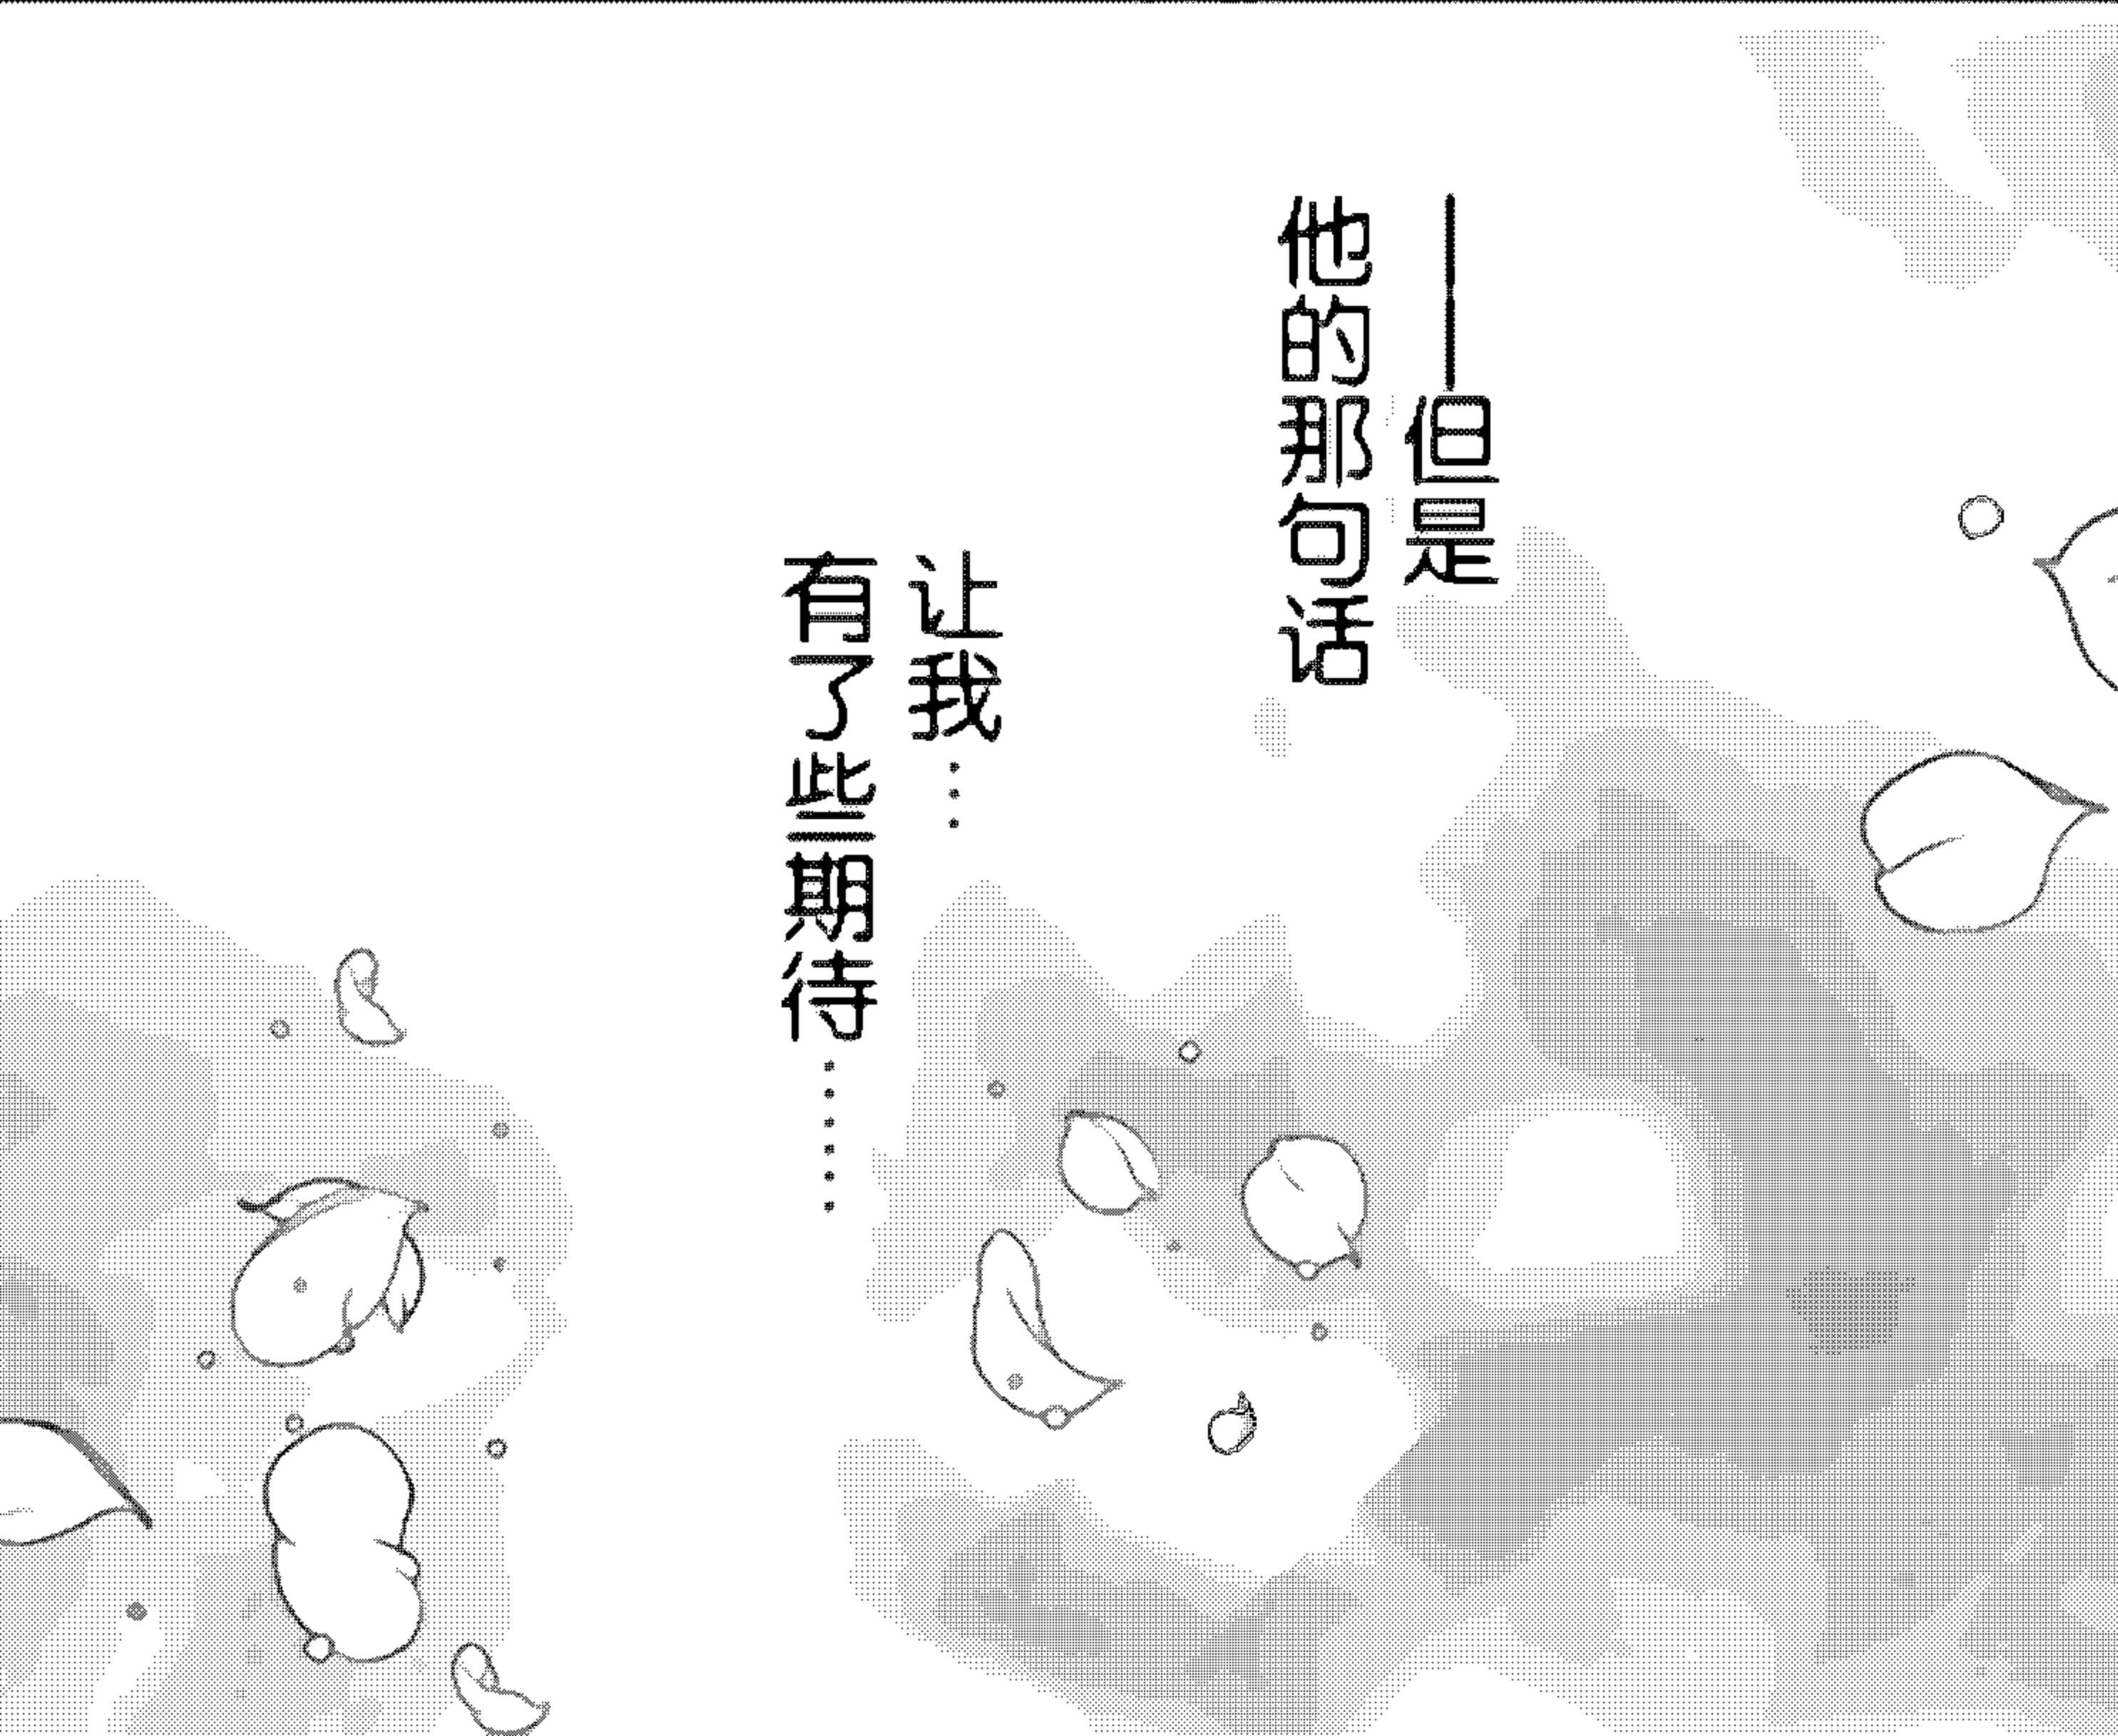 ——但是
他的那句话
让我…
有了些期待……